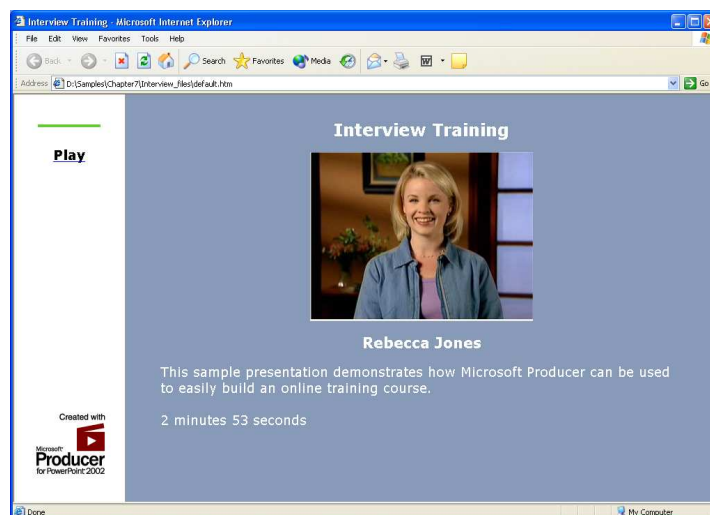 Interview Training - Microsoft Internet Explorer
File Edit View Favorites Tools Help
Back Search Favorites Media
Address D:\Samples\Chapter7\Interview_files\default.htm Go
Play
Interview Training
Rebecca Jones
This sample presentation demonstrates how Microsoft Producer can be used
to easily build an online training course.
2 minutes 53 seconds
Created with
Microsoft
Producer
for PowerPoint 2002
Done My Computer